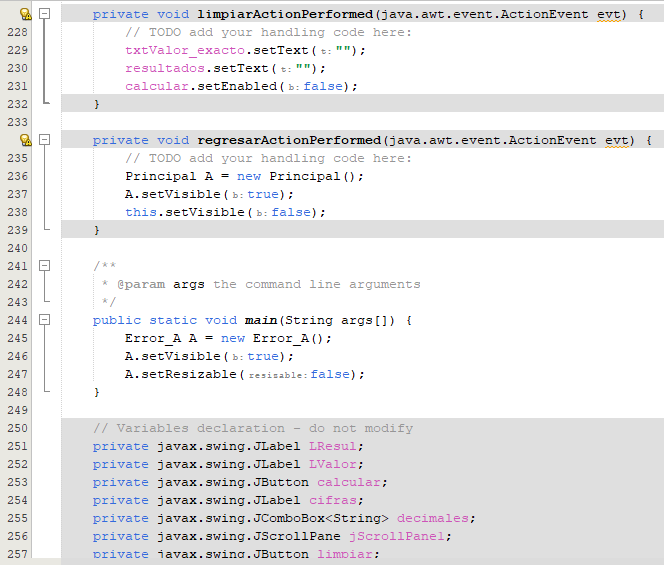 private void limpiarActionPerformed(java.awt.event.ActionEvent evt) {
228 // TODO add your handling code here:
229 txtValor_exacto.setText( t: "");
230 resultados.setText( t: "");
231 calcular.setEnabled( b: false);
232 }
233
private void regresarActionPerformed(java.awt.event.ActionEvent evt) {
235 // TODO add your handling code here:
236 Principal A = new Principal();
237 A.setVisible( b: true);
238 this.setVisible( b: false);
239 }
240
241 /**
242 * @param args the command line arguments
243 */
244 public static void main(String args[]) {
245 Error_A A = new Error_A();
246 A.setVisible( b: true);
247 A.setResizable( resizable: false);
248 }
249
250 // Variables declaration - do not modify
251 private javax.swing.JLabel LResul;
252 private javax.swing.JLabel LValor;
253 private javax.swing.JButton calcular;
254 private javax.swing.JLabel cifras;
255 private javax.swing.JComboBox<String> decimales;
256 private javax.swing.JScrollPane jScrollPane1;
257 private javax.swing.JButton limpiar;